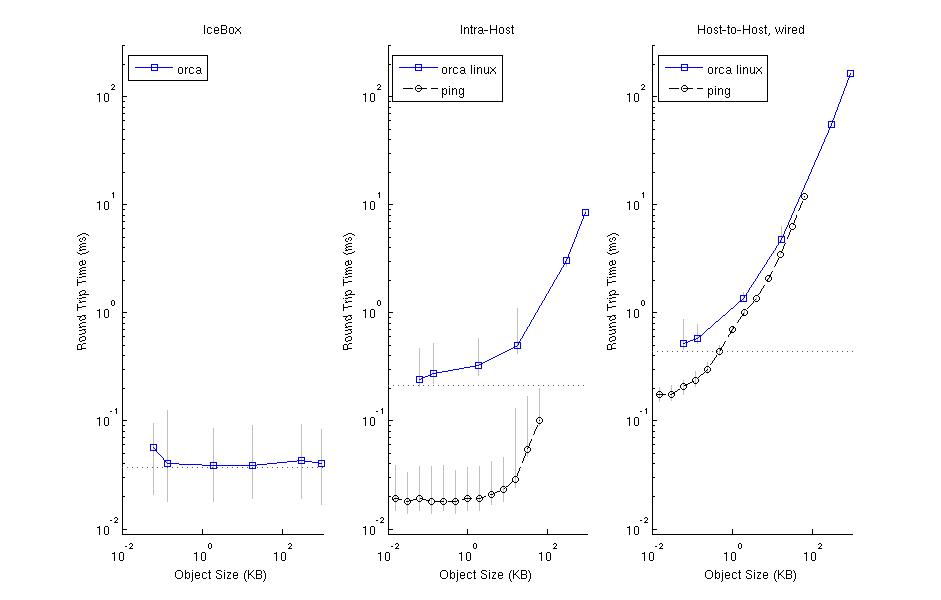 IceBox
orca
10^2
10^1
10^0
10^-1
10^-2
Round Trip Time (ms)
10^-2
10^0
10^2
Object Size (KB)
Intra-Host
orca linux
ping
10^2
10^1
10^0
10^-1
10^-2
Round Trip Time (ms)
10^-2
10^0
10^2
Object Size (KB)
Host-to-Host, wired
orca linux
ping
10^2
10^1
10^0
10^-1
10^-2
Round Trip Time (ms)
10^-2
10^0
10^2
Object Size (KB)